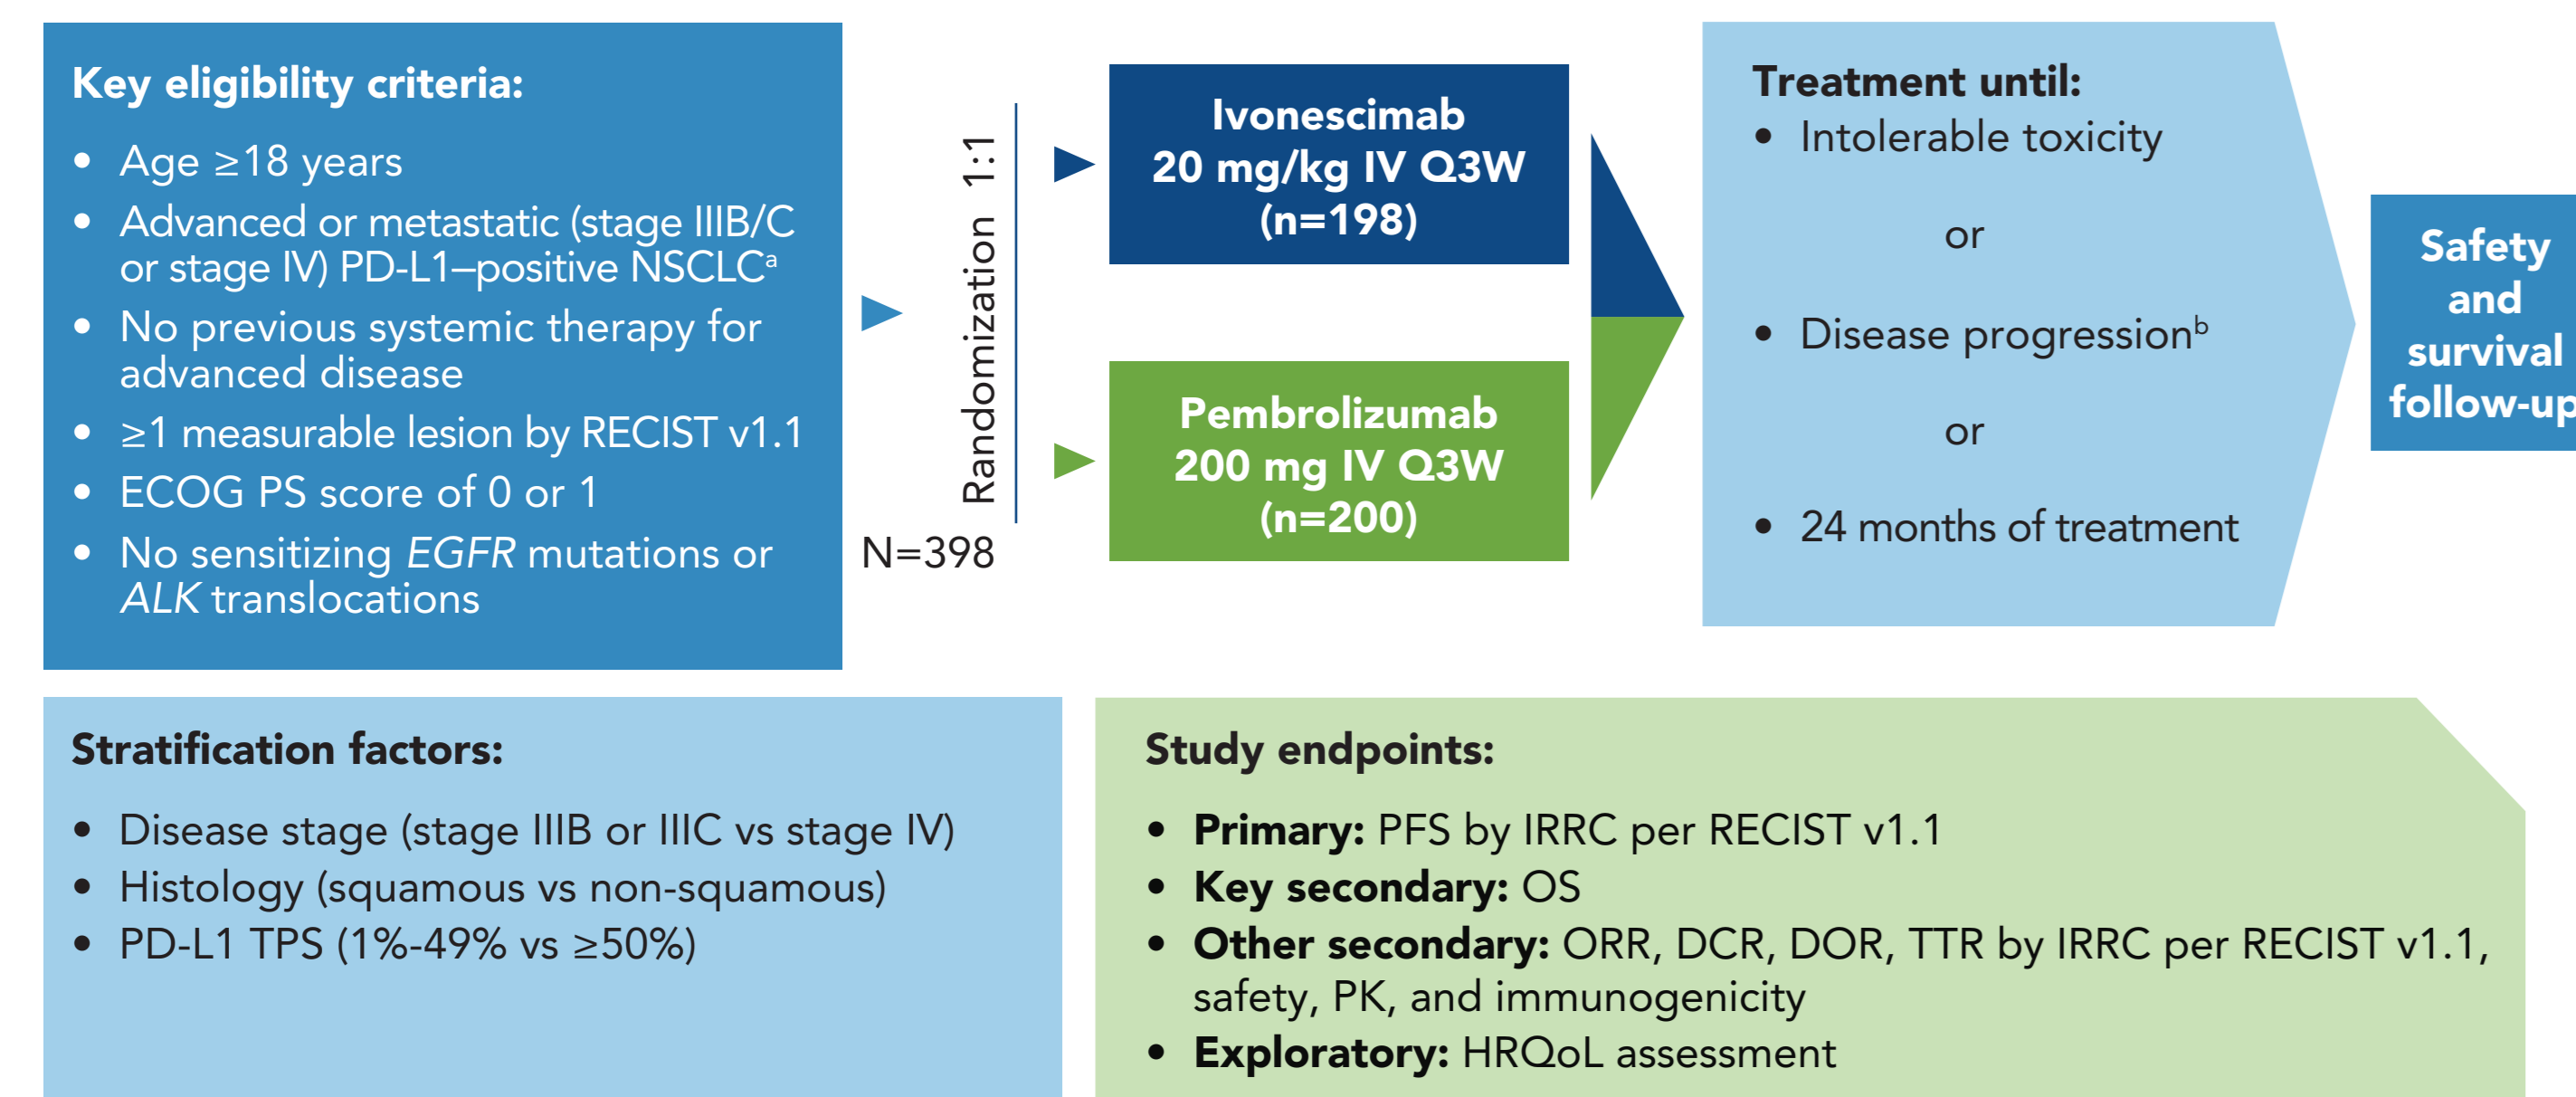 Key eligibility criteria:
• Age ≥18 years
• Advanced or metastatic (stage IIIB/C
or stage IV) PD-L1–positive NSCLCᵃ
• No previous systemic therapy for
advanced disease
• ≥1 measurable lesion by RECIST v1.1
• ECOG PS score of 0 or 1
• No sensitizing EGFR mutations or
ALK translocations
Randomization 1:1
N=398
Ivonescimab
20 mg/kg IV Q3W
(n=198)
Pembrolizumab
200 mg IV Q3W
(n=200)
Treatment until:
• Intolerable toxicity
or
• Disease progressionᵇ
or
• 24 months of treatment
Safety
and
survival
follow-up
Stratification factors:
• Disease stage (stage IIIB or IIIC vs stage IV)
• Histology (squamous vs non-squamous)
• PD-L1 TPS (1%-49% vs ≥50%)
Study endpoints:
• Primary: PFS by IRRC per RECIST v1.1
• Key secondary: OS
• Other secondary: ORR, DCR, DOR, TTR by IRRC per RECIST v1.1,
safety, PK, and immunogenicity
• Exploratory: HRQoL assessment